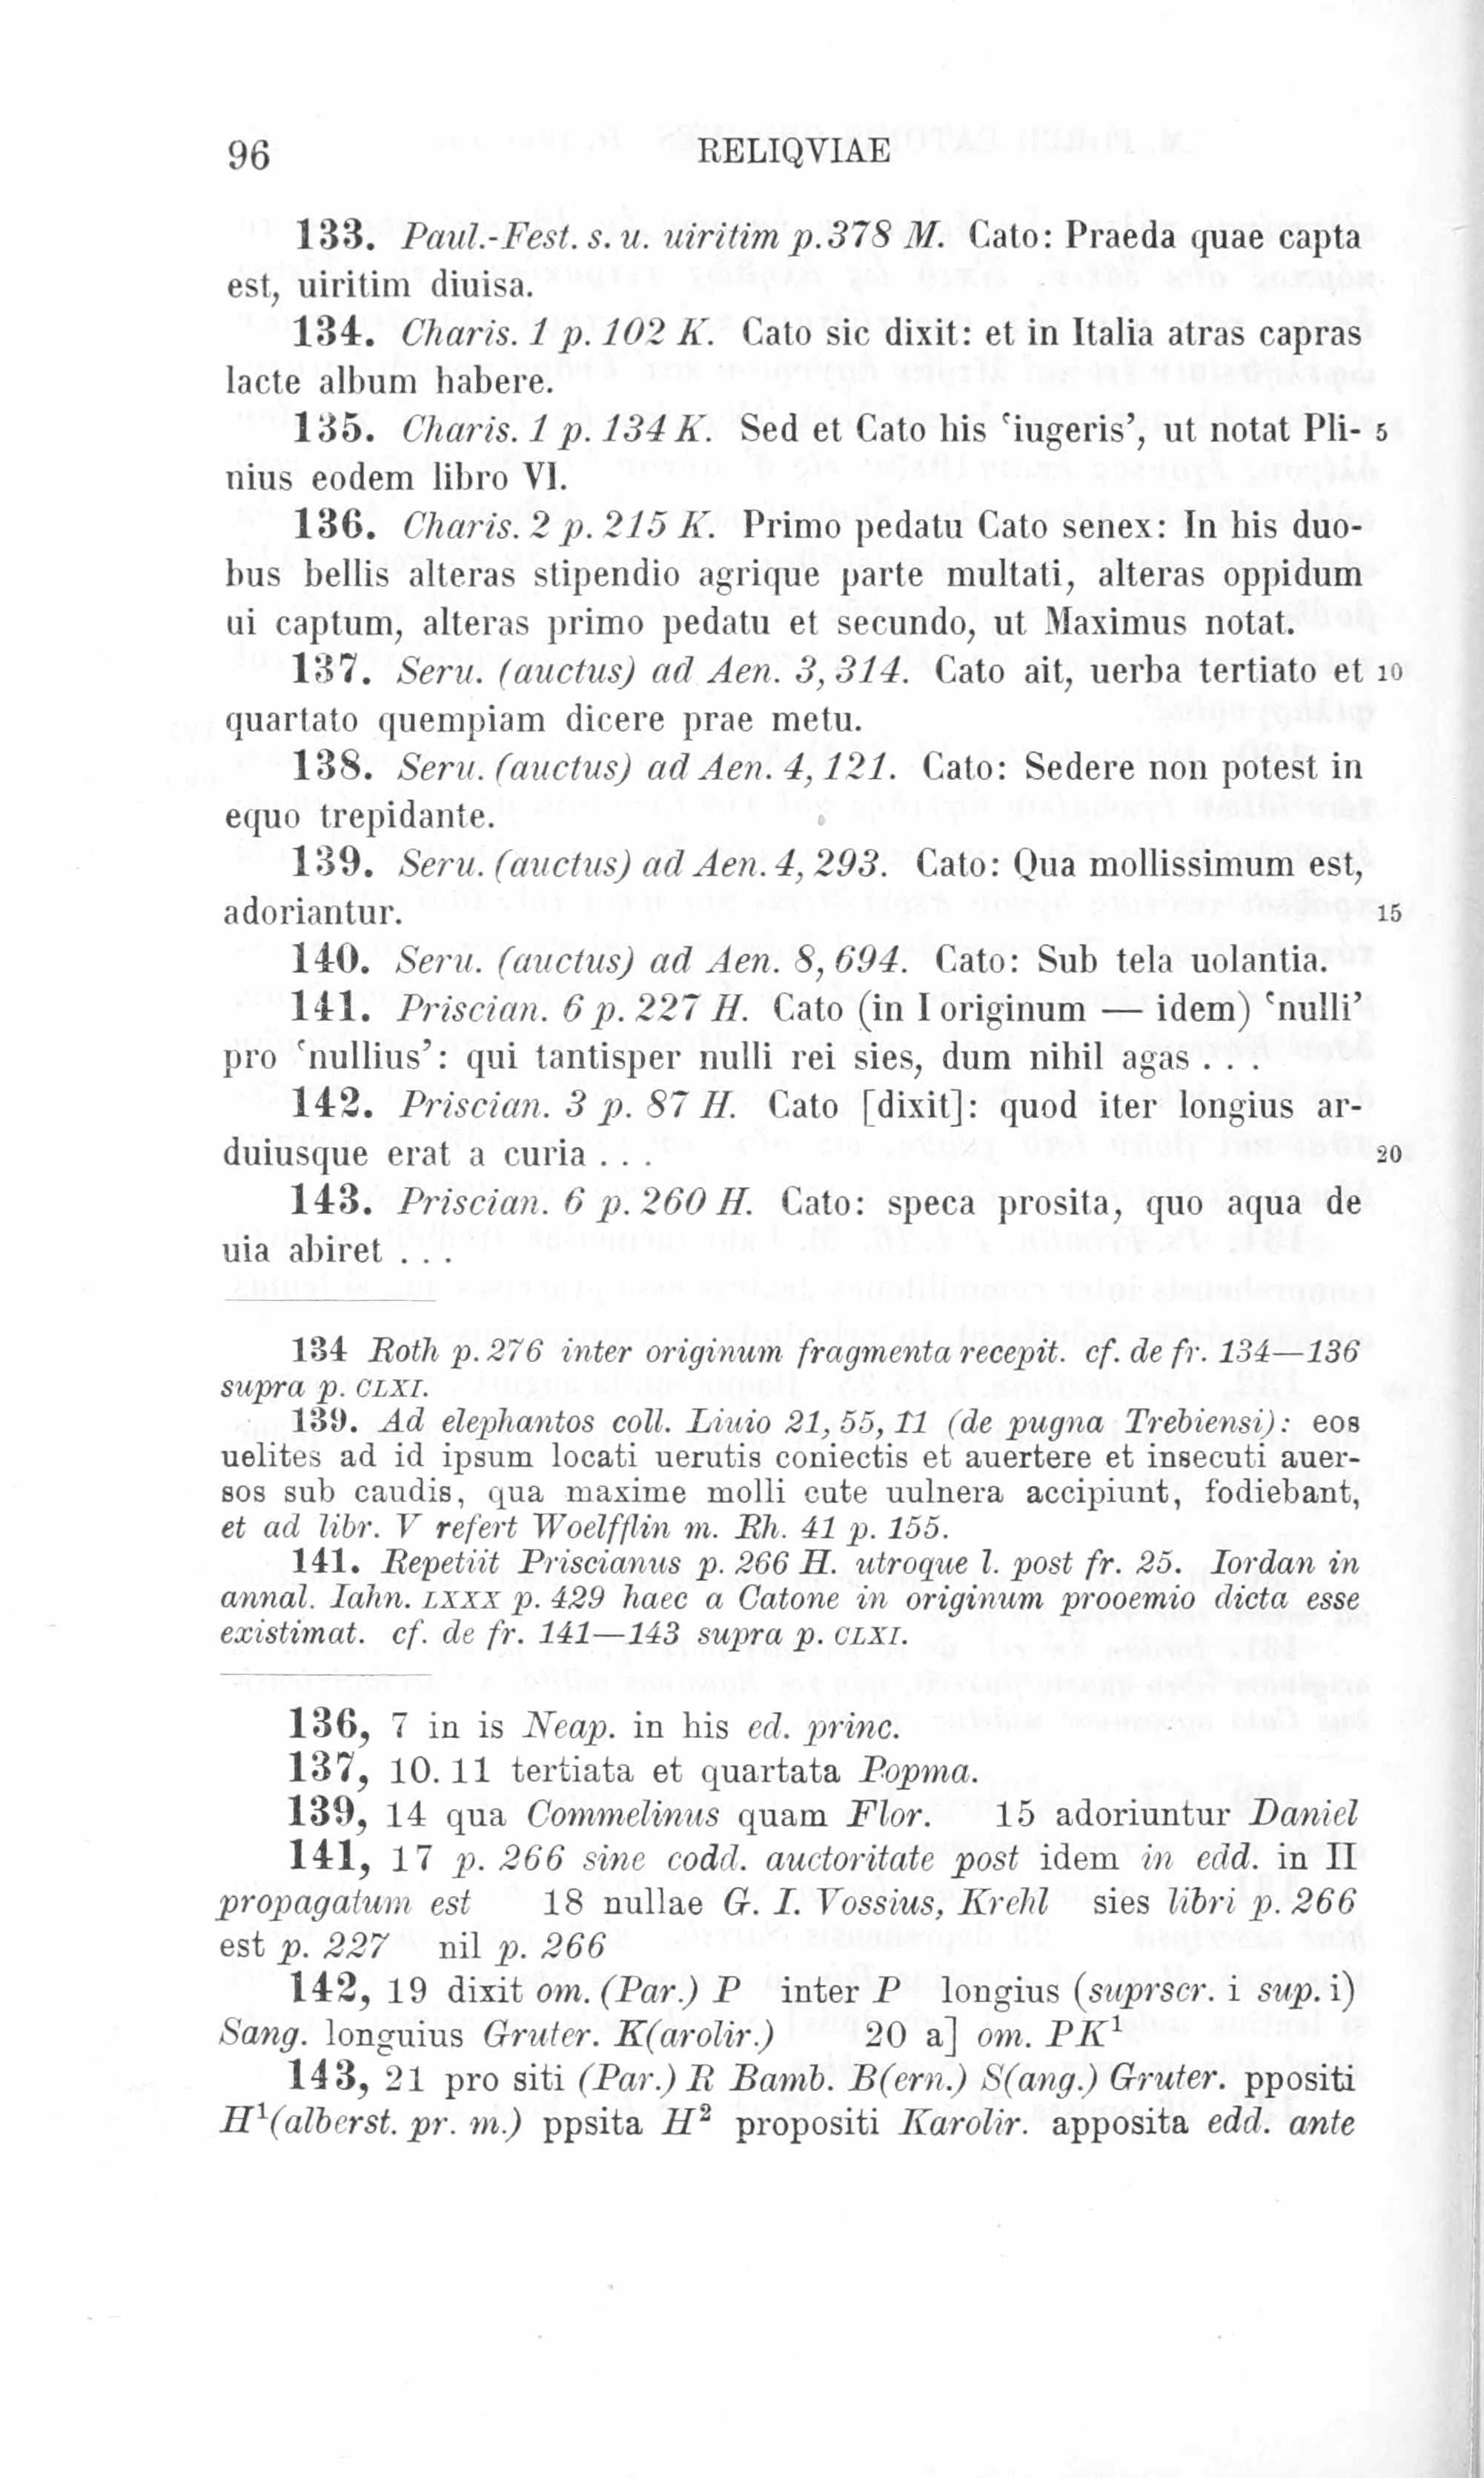 96 RELIQVIAE
133. Paul.-Fest. s. u. uiritim p. 378 M. Cato: Praeda quae capta
est, uiritim diuisa.
134. Charis. 1 p. 102 K. Cato sic dixit: et in Italia atras capras
lacte album habere.
135. Charis. 1 p. 134 K. Sed et Cato his ‘iugeris’, ut notat Pli- 5
nius eodem libro VI.
136. Charis. 2 p. 215 K. Primo pedatu Cato senex: In his duo-
bus bellis alteras stipendio agrique parte multati, alteras oppidum
ui captum, alteras primo pedatu et secundo, ut Maximus notat.
137. Seru. (auctus) ad Aen. 3, 314. Cato ait, uerba tertiato et 10
quartato quempiam dicere prae metu.
138. Seru. (auctus) ad Aen. 4, 121. Cato: Sedere non potest in
equo trepidante.
139. Seru. (auctus) ad Aen. 4, 293. Cato: Qua mollissimum est,
adoriantur. 15
140. Seru. (auctus) ad Aen. 8, 694. Cato: Sub tela uolantia.
141. Priscian. 6 p. 227 H. Cato (in I originum — idem) ‘nulli’
pro ‘nullius’: qui tantisper nulli rei sies, dum nihil agas . . .
142. Priscian. 3 p. 87 H. Cato [dixit]: quod iter longius ar-
duiusque erat a curia . . . 20
143. Priscian. 6 p. 260 H. Cato: speca prosita, quo aqua de
uia abiret . . .
134 Roth p. 276 inter originum fragmenta recepit. cf. de fr. 134—136
supra p. CLXI.
139. Ad elephantos coll. Liuio 21, 55, 11 (de pugna Trebiensi): eos
uelites ad id ipsum locati uerutis coniectis et auertere et insecuti auer-
sos sub caudis, qua maxime molli cute uulnera accipiunt, fodiebant,
et ad libr. V refert Woelfflin m. Rh. 41 p. 155.
141. Repetiit Priscianus p. 266 H. utroque l. post fr. 25. Iordan in
annal. Iahn. LXXX p. 429 haec a Catone in originum prooemio dicta esse
existimat. cf. de fr. 141—143 supra p. CLXI.
136, 7 in is Neap. in his ed. princ.
137, 10. 11 tertiata et quartata Popma.
139, 14 qua Commelinus quam Flor. 15 adoriuntur Daniel
141, 17 p. 266 sine codd. auctoritate post idem in edd. in II
propagatum est 18 nullae G. I. Vossius, Krehl sies libri p. 266
est p. 227 nil p. 266
142, 19 dixit om. (Par.) P inter P longius (suprscr. i sup. i)
Sang. longuius Gruter. K(arolir.) 20 a] om. PK¹
143, 21 pro siti (Par.) R Bamb. B(ern.) S(ang.) Gruter. ppositi
H¹(alberst. pr. m.) ppsita H² propositi Karolir. apposita edd. ante